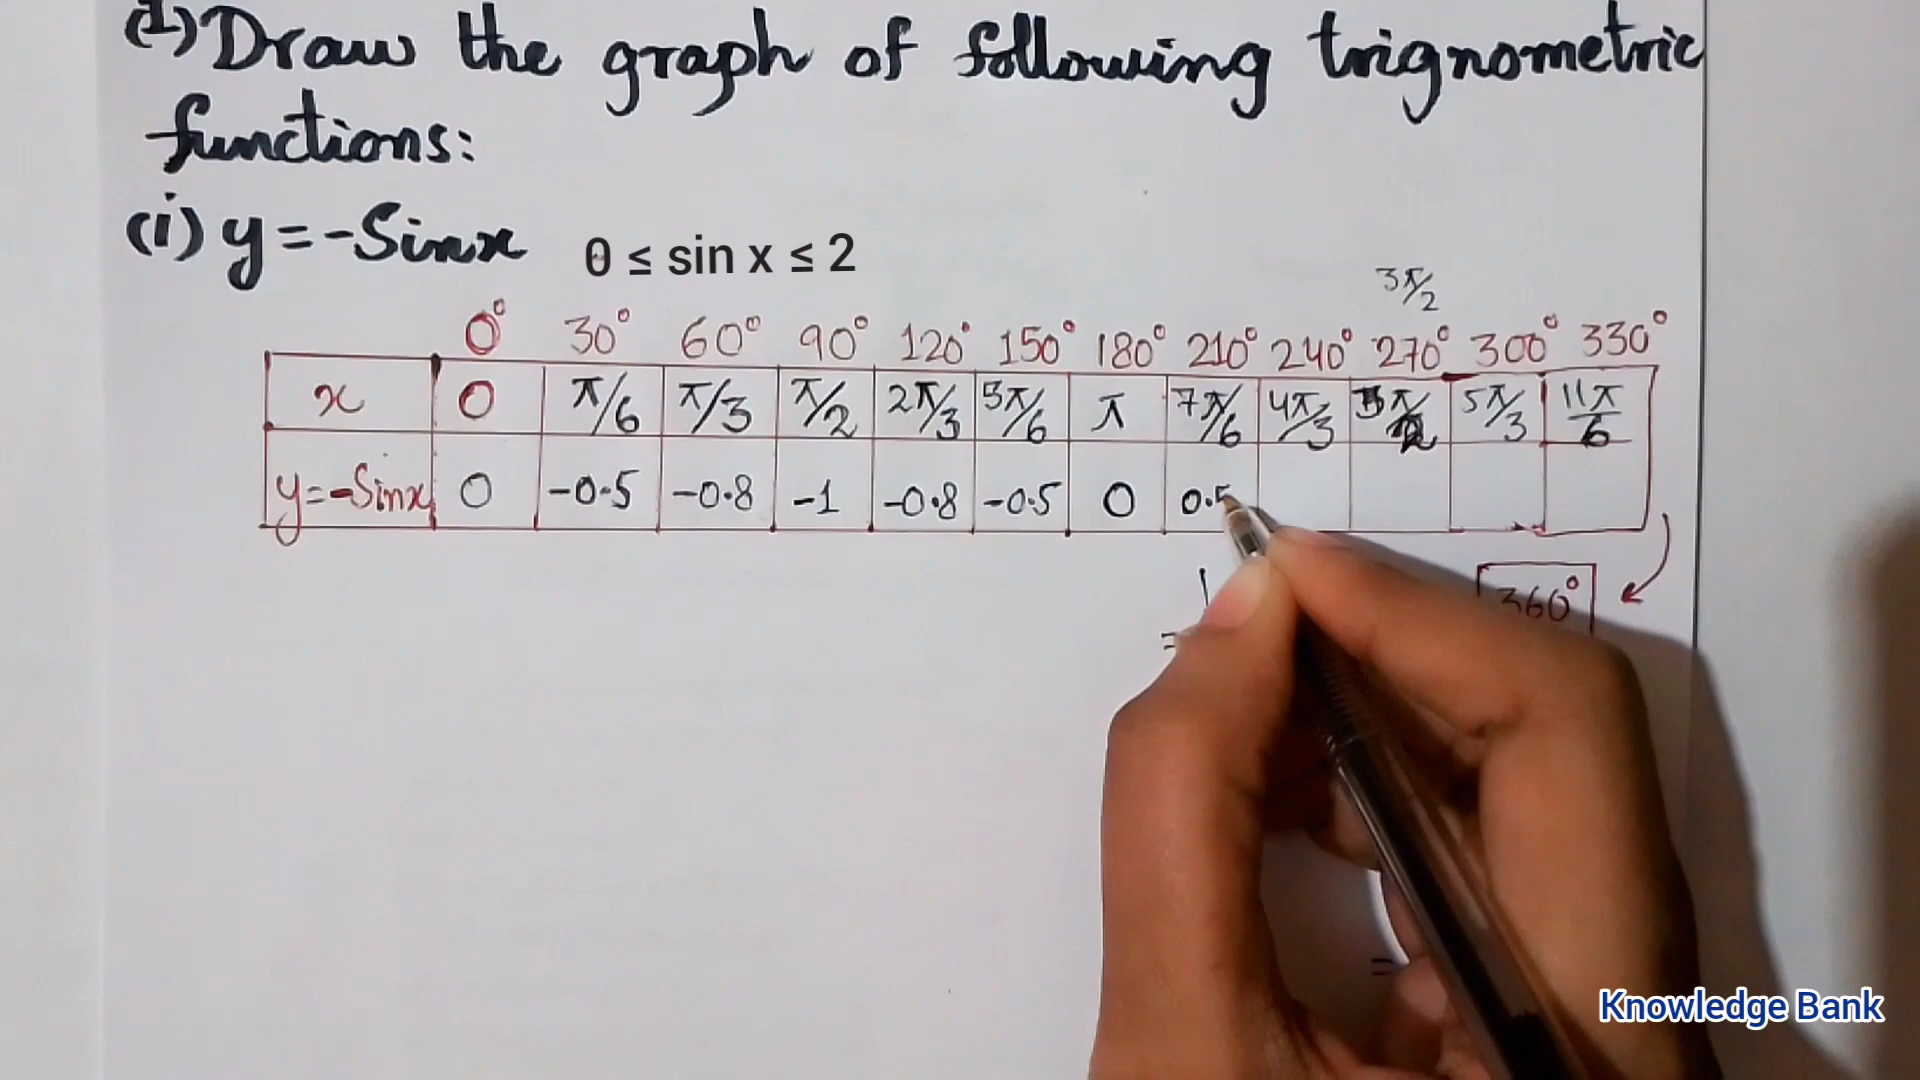 (1) Draw the graph of following trignometric
functions:
(i) y = -Sinx 0 ≤ sin x ≤ 2
3π/2
0° 30° 60° 90° 120° 150° 180° 210° 240° 270° 300° 330°
x 0 π/6 π/3 π/2 2π/3 5π/6 π 7π/6 4π/3 3π/2 5π/3 11π/6
y=-Sinx 0 -0.5 -0.8 -1 -0.8 -0.5 0 0.5
360°
=
=
Knowledge Bank